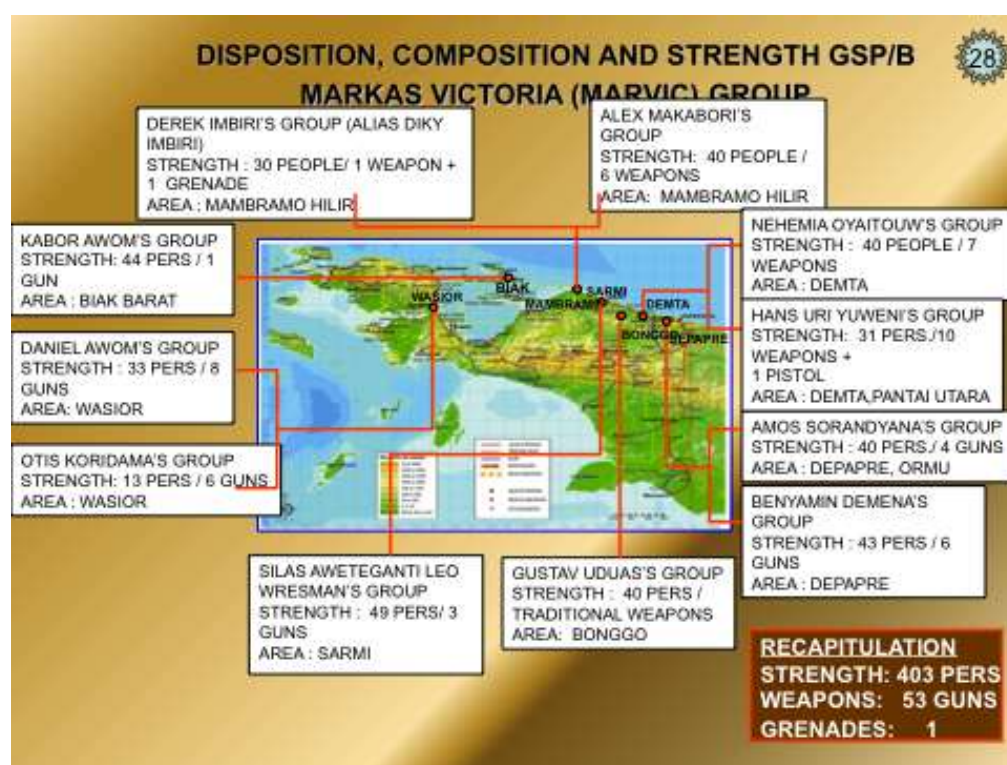 DISPOSITION, COMPOSITION AND STRENGTH GSP/B
MARKAS VICTORIA (MARVIC) GROUP
28
DEREK IMBIRI'S GROUP (ALIAS DIKY
IMBIRI)
STRENGTH : 30 PEOPLE/ 1 WEAPON +
1 GRENADE
AREA : MAMBRAMO HILIR
ALEX MAKABORI'S
GROUP
STRENGTH: 40 PEOPLE /
6 WEAPONS
AREA: MAMBRAMO HILIR
KABOR AWOM'S GROUP
STRENGTH: 44 PERS / 1
GUN
AREA : BIAK BARAT
NEHEMIA OYAITOUW'S GROUP
STRENGTH : 40 PEOPLE / 7
WEAPONS
AREA : DEMTA
DANIEL AWOM'S GROUP
STRENGTH : 33 PERS / 8
GUNS
AREA: WASIOR
HANS URI YUWENI'S GROUP
STRENGTH: 31 PERS./10
WEAPONS +
1 PISTOL
AREA : DEMTA,PANTAI UTARA
OTIS KORIDAMA'S GROUP
STRENGTH: 13 PERS / 6 GUNS
AREA : WASIOR
AMOS SORANDYANA'S GROUP
STRENGTH : 40 PERS./ 4 GUNS
AREA : DEPAPRE, ORMU
BENYAMIN DEMENA'S
GROUP
STRENGTH : 43 PERS / 6
GUNS
AREA : DEPAPRE
WASIOR
BIAK
SARMI
MAMBRAMO
DEMTA
BONGGO
DEPAPRE
SILAS AWETEGANTI LEO
WRESMAN'S GROUP
STRENGTH : 49 PERS/ 3
GUNS
AREA : SARMI
GUSTAV UDUAS'S GROUP
STRENGTH : 40 PERS /
TRADITIONAL WEAPONS
AREA: BONGGO
RECAPITULATION
STRENGTH: 403 PERS
WEAPONS: 53 GUNS
GRENADES: 1